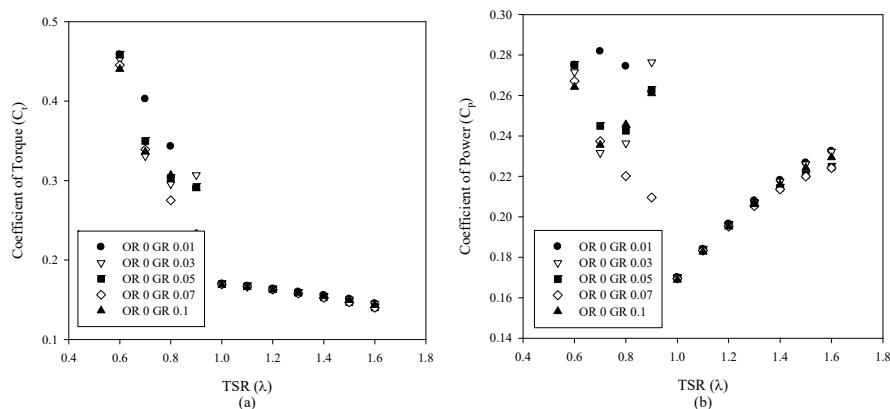 Coefficient of Torque (Cₜ)
0.5
0.4
0.3
0.2
0.1
OR 0 GR 0.01
OR 0 GR 0.03
OR 0 GR 0.05
OR 0 GR 0.07
OR 0 GR 0.1
0.4 0.6 0.8 1.0 1.2 1.4 1.6 1.8
TSR (λ)
(a)
Coefficient of Power (Cₚ)
0.30
0.28
0.26
0.24
0.22
0.20
0.18
0.16
0.14
OR 0 GR 0.01
OR 0 GR 0.03
OR 0 GR 0.05
OR 0 GR 0.07
OR 0 GR 0.1
0.4 0.6 0.8 1.0 1.2 1.4 1.6 1.8
TSR (λ)
(b)